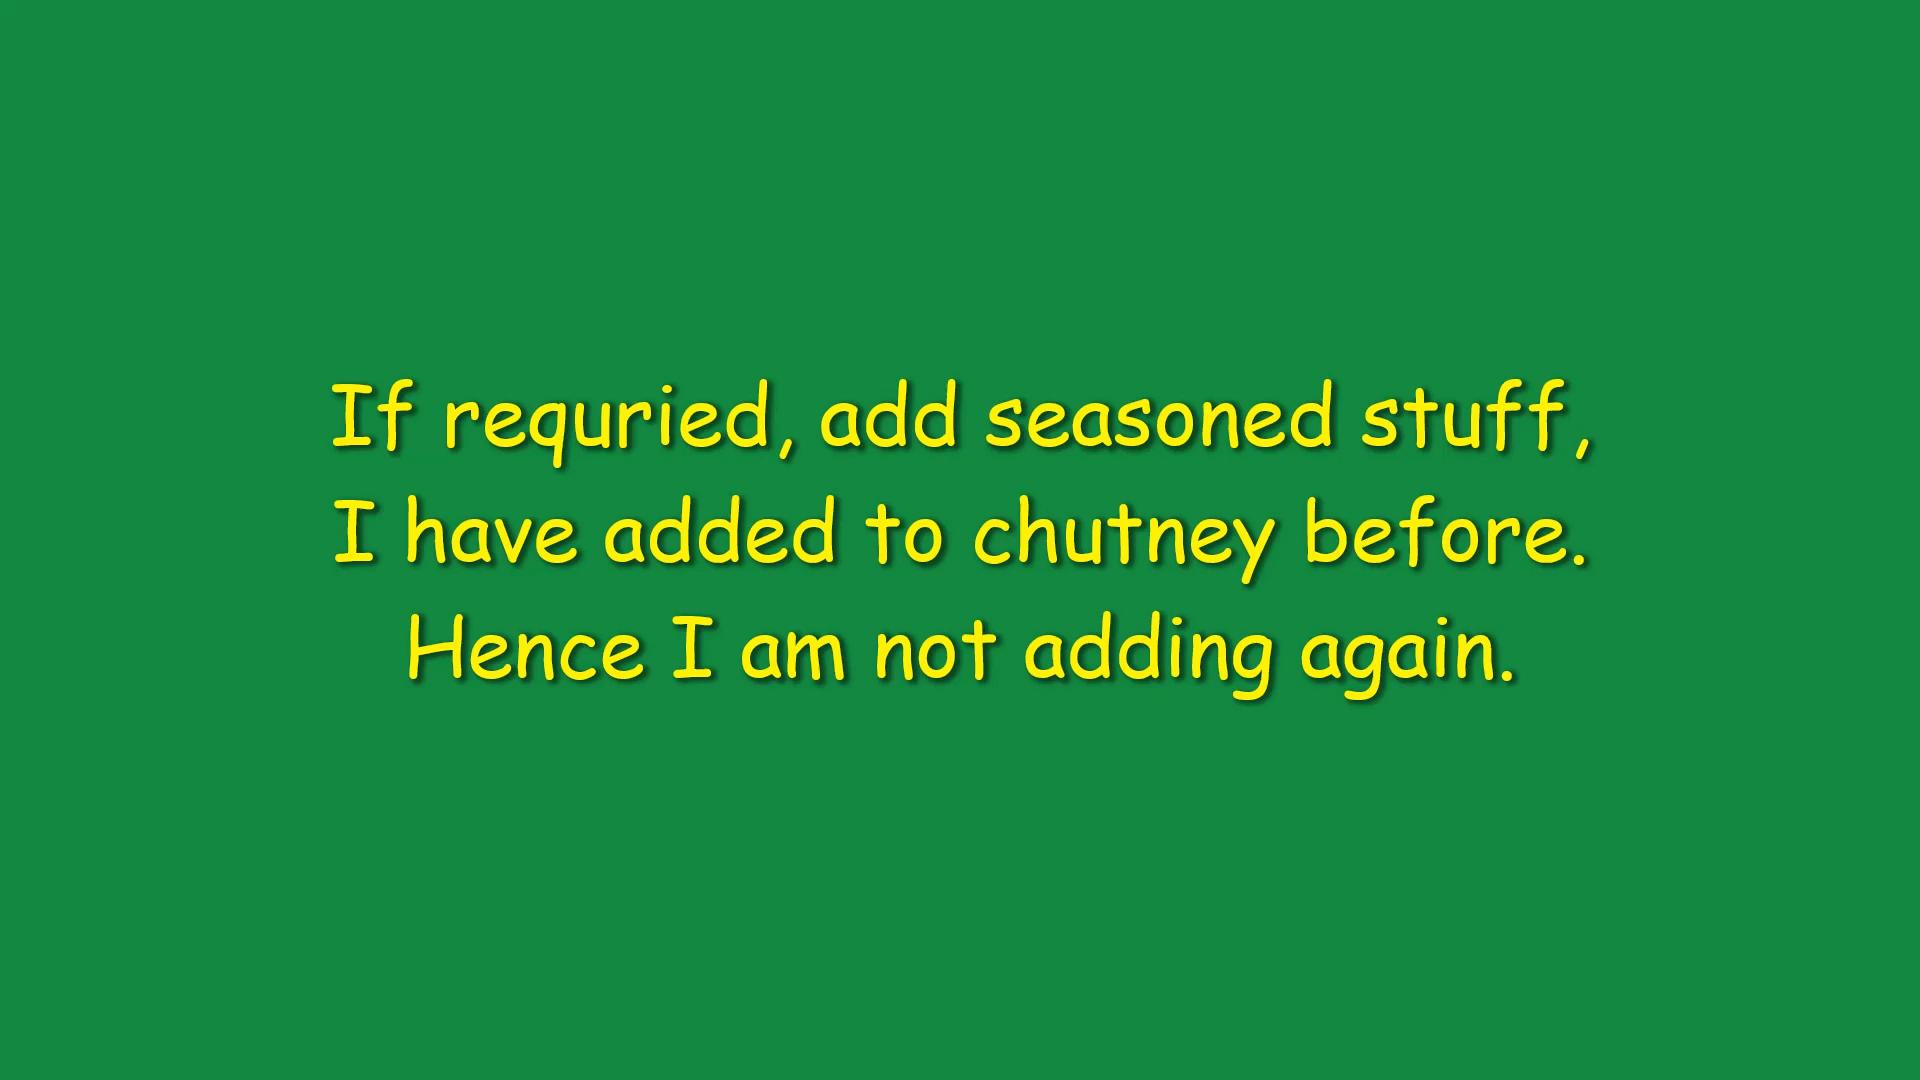 If requried, add seasoned stuff,
I have added to chutney before.
Hence I am not adding again.